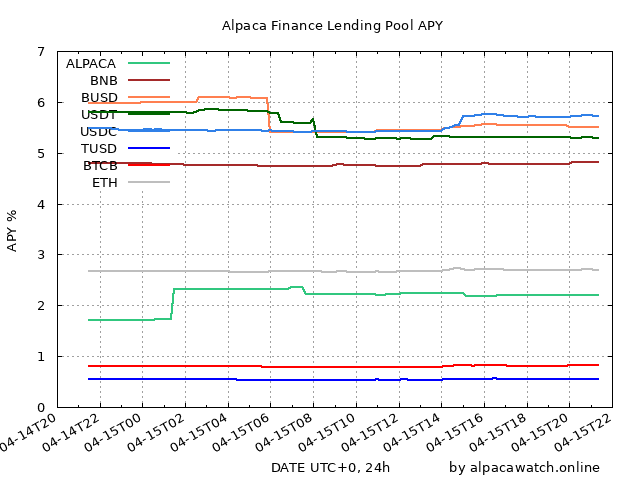 Alpaca Finance Lending Pool APY
7
6
5
4
3
2
1
0
APY %
ALPACA
BNB
BUSD
USDT
USDC
TUSD
BTCB
ETH
04-14T20
04-14T22
04-15T00
04-15T02
04-15T04
04-15T06
04-15T08
04-15T10
04-15T12
04-15T14
04-15T16
04-15T18
04-15T20
04-15T22
DATE UTC+0, 24h
by alpacawatch.online